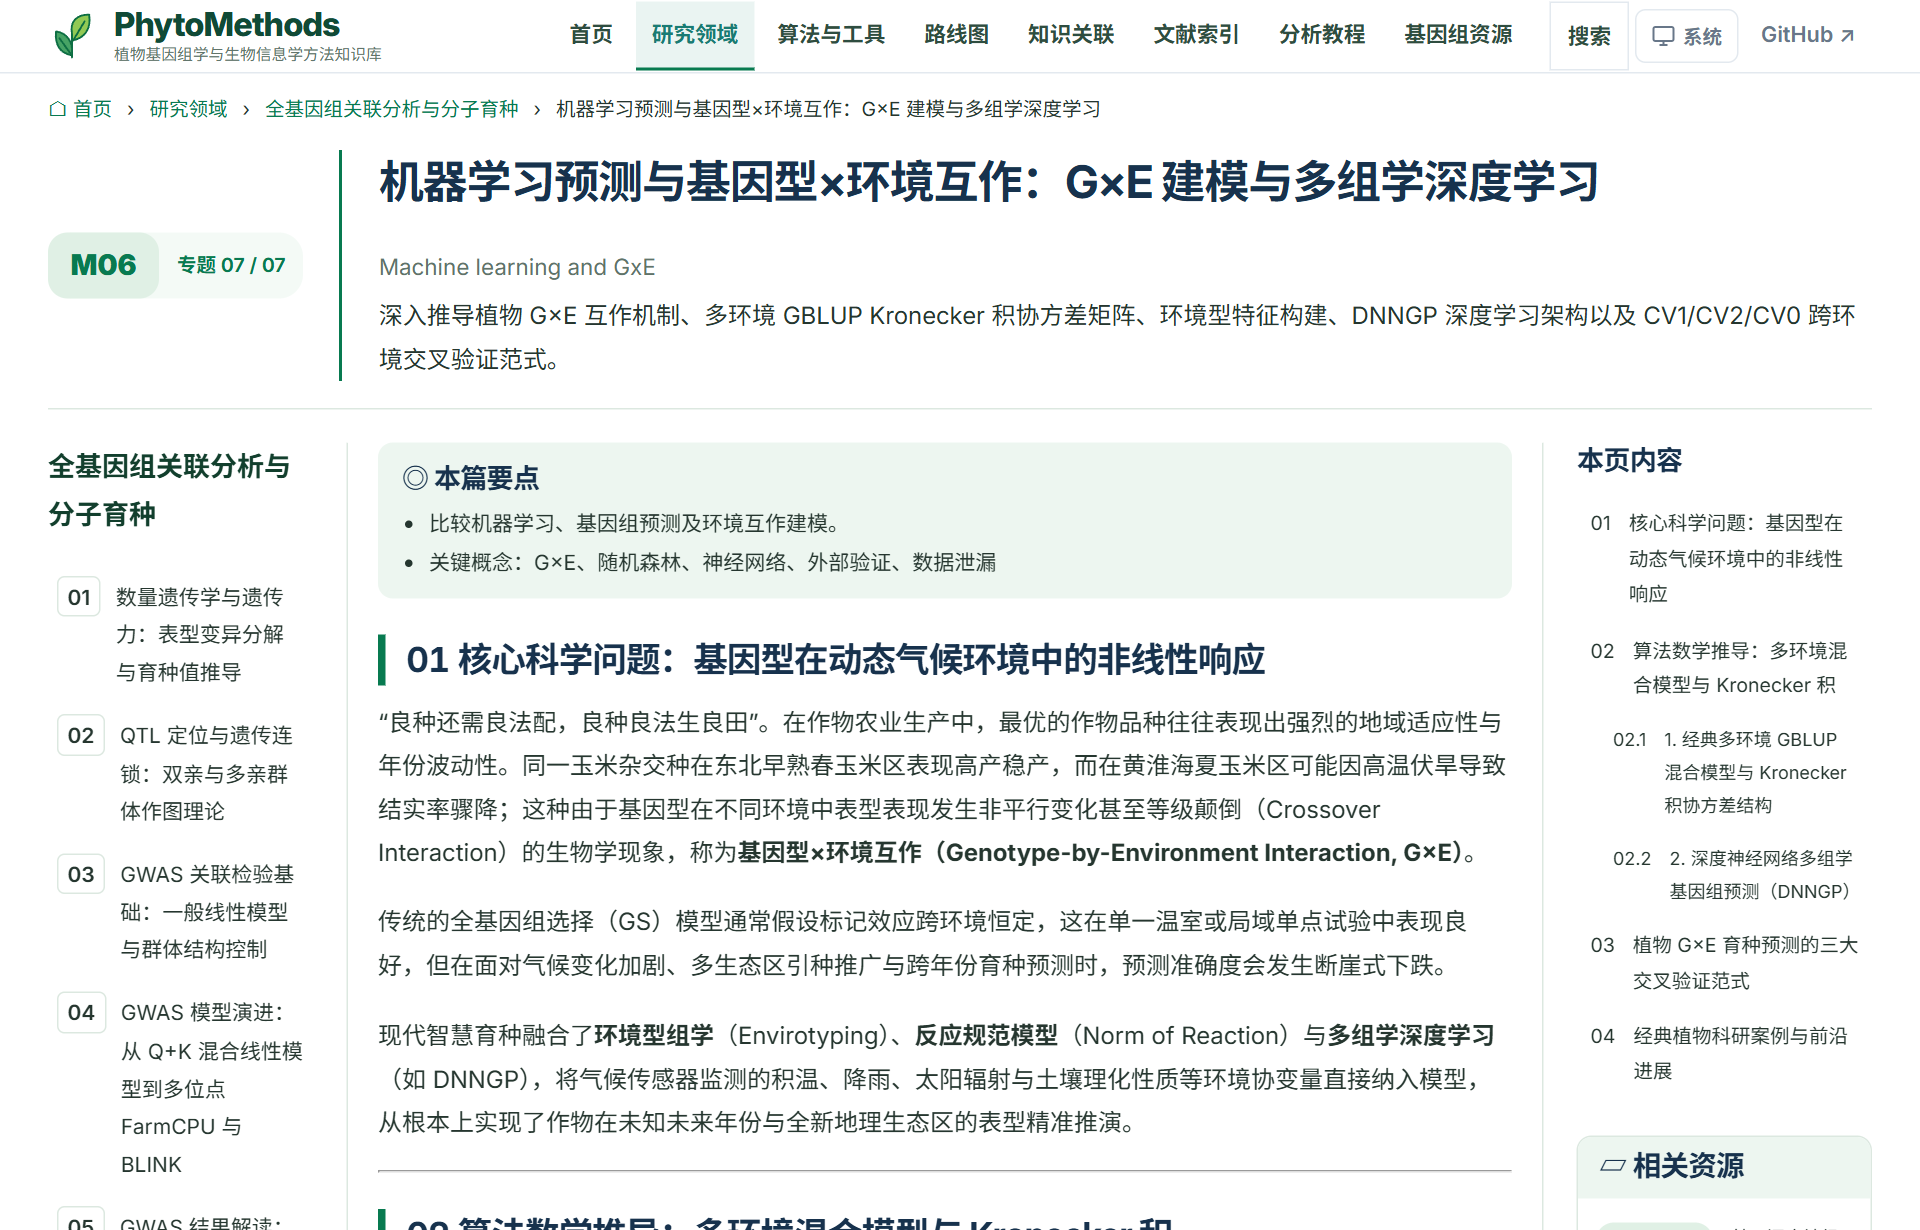 PhytoMethods
植物基因组学与生物信息学方法知识库
首页 研究领域 算法与工具 路线图 知识关联 文献索引 分析教程 基因组资源 搜索 系统 GitHub ↗
首页 › 研究领域 › 全基因组关联分析与分子育种 › 机器学习预测与基因型×环境互作：G×E 建模与多组学深度学习
M06 专题 07 / 07
机器学习预测与基因型×环境互作：G×E 建模与多组学深度学习
Machine learning and GxE
深入推导植物 G×E 互作机制、多环境 GBLUP Kronecker 积协方差矩阵、环境型特征构建、DNNGP 深度学习架构以及 CV1/CV2/CV0 跨环
境交叉验证范式。
全基因组关联分析与
分子育种
01 数量遗传学与遗传
力：表型变异分解
与育种值推导
02 QTL 定位与遗传连
锁：双亲与多亲群
体作图理论
03 GWAS 关联检验基
础：一般线性模型
与群体结构控制
04 GWAS 模型演进：
从 Q+K 混合线性模
型到多位点
FarmCPU 与
BLINK
05 GWAS 结果解读：
◎ 本篇要点
• 比较机器学习、基因组预测及环境互作建模。
• 关键概念：G×E、随机森林、神经网络、外部验证、数据泄漏
01 核心科学问题：基因型在动态气候环境中的非线性响应
“良种还需良法配，良种良法生良田”。在作物农业生产中，最优的作物品种往往表现出强烈的地域适应性与
年份波动性。同一玉米杂交种在东北早熟春玉米区表现高产稳产，而在黄淮海夏玉米区可能因高温伏旱导致
结实率骤降；这种由于基因型在不同环境中表型表现发生非平行变化甚至等级颠倒（Crossover
Interaction）的生物学现象，称为基因型×环境互作（Genotype-by-Environment Interaction, G×E）。
传统的全基因组选择（GS）模型通常假设标记效应跨环境恒定，这在单一温室或局域单点试验中表现良
好，但在面对气候变化加剧、多生态区引种推广与跨年份育种预测时，预测准确度会发生断崖式下跌。
现代智慧育种融合了环境型组学（Envirotyping）、反应规范模型（Norm of Reaction）与多组学深度学习
（如 DNNGP），将气候传感器监测的积温、降雨、太阳辐射与土壤理化性质等环境协变量直接纳入模型，
从根本上实现了作物在未知未来年份与全新地理生态区的表型精准推演。
02 算法数学推导：多环境混合模型与 Kronecker 积
本页内容
01 核心科学问题：基因型在
动态气候环境中的非线性
响应
02 算法数学推导：多环境混
合模型与 Kronecker 积
02.1 1. 经典多环境 GBLUP
混合模型与 Kronecker
积协方差结构
02.2 2. 深度神经网络多组学
基因组预测（DNNGP）
03 植物 G×E 育种预测的三大
交叉验证范式
04 经典植物科研案例与前沿
进展
相关资源